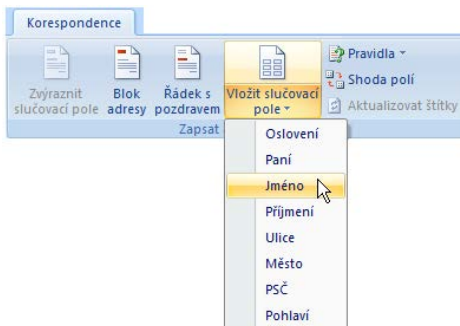 Korespondence
Zvýraznit
slučovací pole
Blok
adresy
Řádek s
pozdravem
Vložit slučovací
pole
Pravidla
Shoda polí
Aktualizovat štítky
Zapsat
Oslovení
Paní
Jméno
Příjmení
Ulice
Město
PSČ
Pohlaví